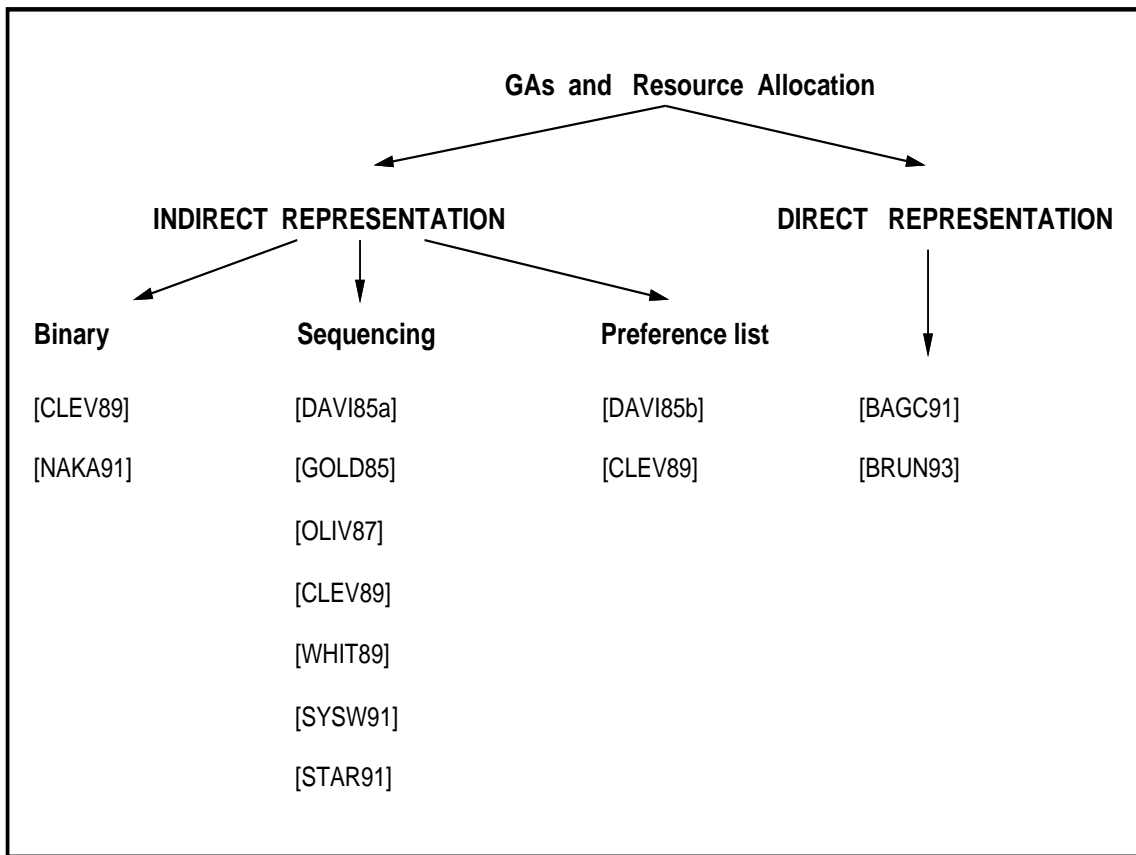 GAs and Resource Allocation
INDIRECT REPRESENTATION DIRECT REPRESENTATION
Binary Sequencing Preference list
[CLEV89] [DAVI85a] [DAVI85b] [BAGC91]
[NAKA91] [GOLD85] [CLEV89] [BRUN93]
[OLIV87]
[CLEV89]
[WHIT89]
[SYSW91]
[STAR91]